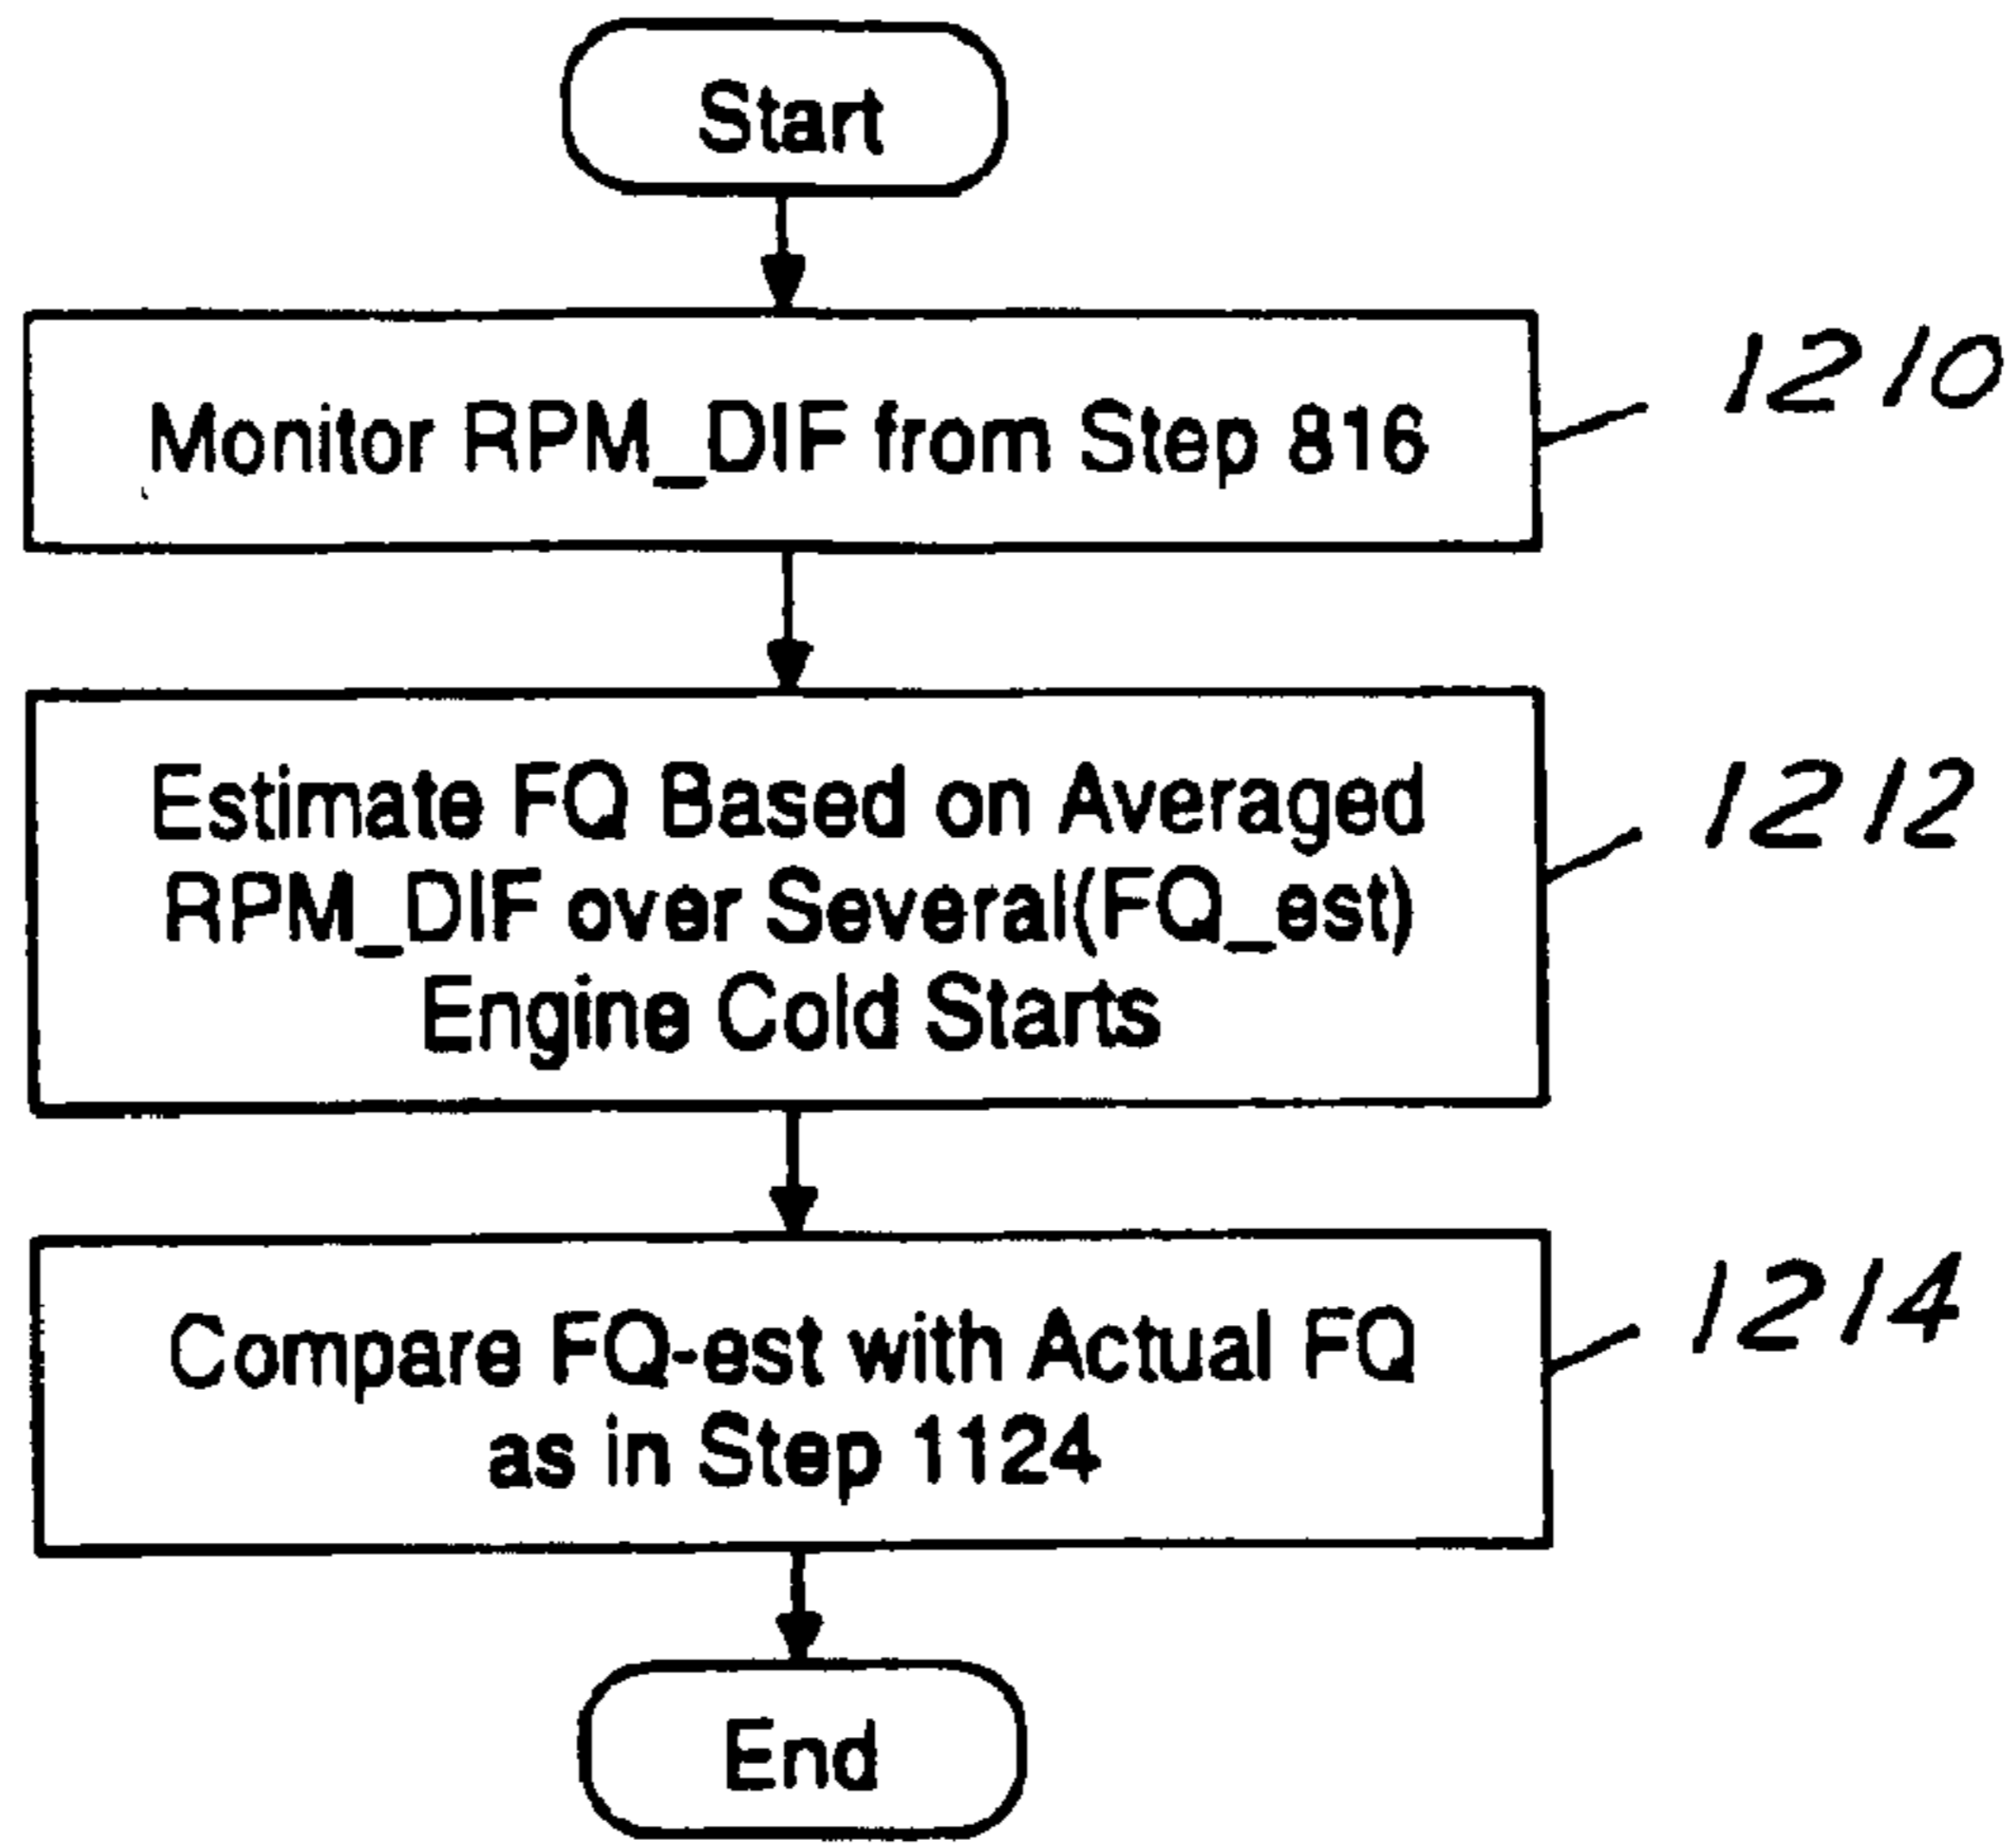 Start
Monitor RPM_DIF from Step 816
1210
Estimate FQ Based on Averaged
RPM_DIF over Several(FQ_est)
Engine Cold Starts
1212
Compare FQ-est with Actual FQ
as in Step 1124
1214
End